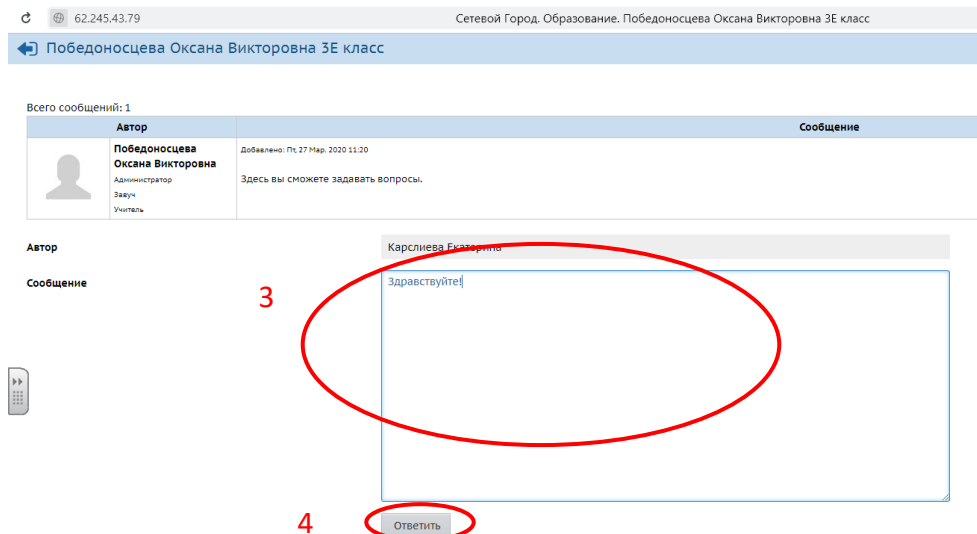 62.245.43.79
Сетевой Город. Образование. Победоносцева Оксана Викторовна 3Е класс
Победоносцева Оксана Викторовна 3Е класс
Всего сообщений: 1
Автор
Сообщение
Победоносцева
Оксана Викторовна
Администратор
Завуч
Учитель
Добавлено: Пт, 27 Мар. 2020 11:20
Здесь вы сможете задавать вопросы.
Автор
Карслиева Екатерина
Сообщение
Здравствуйте!
3
4
Ответить